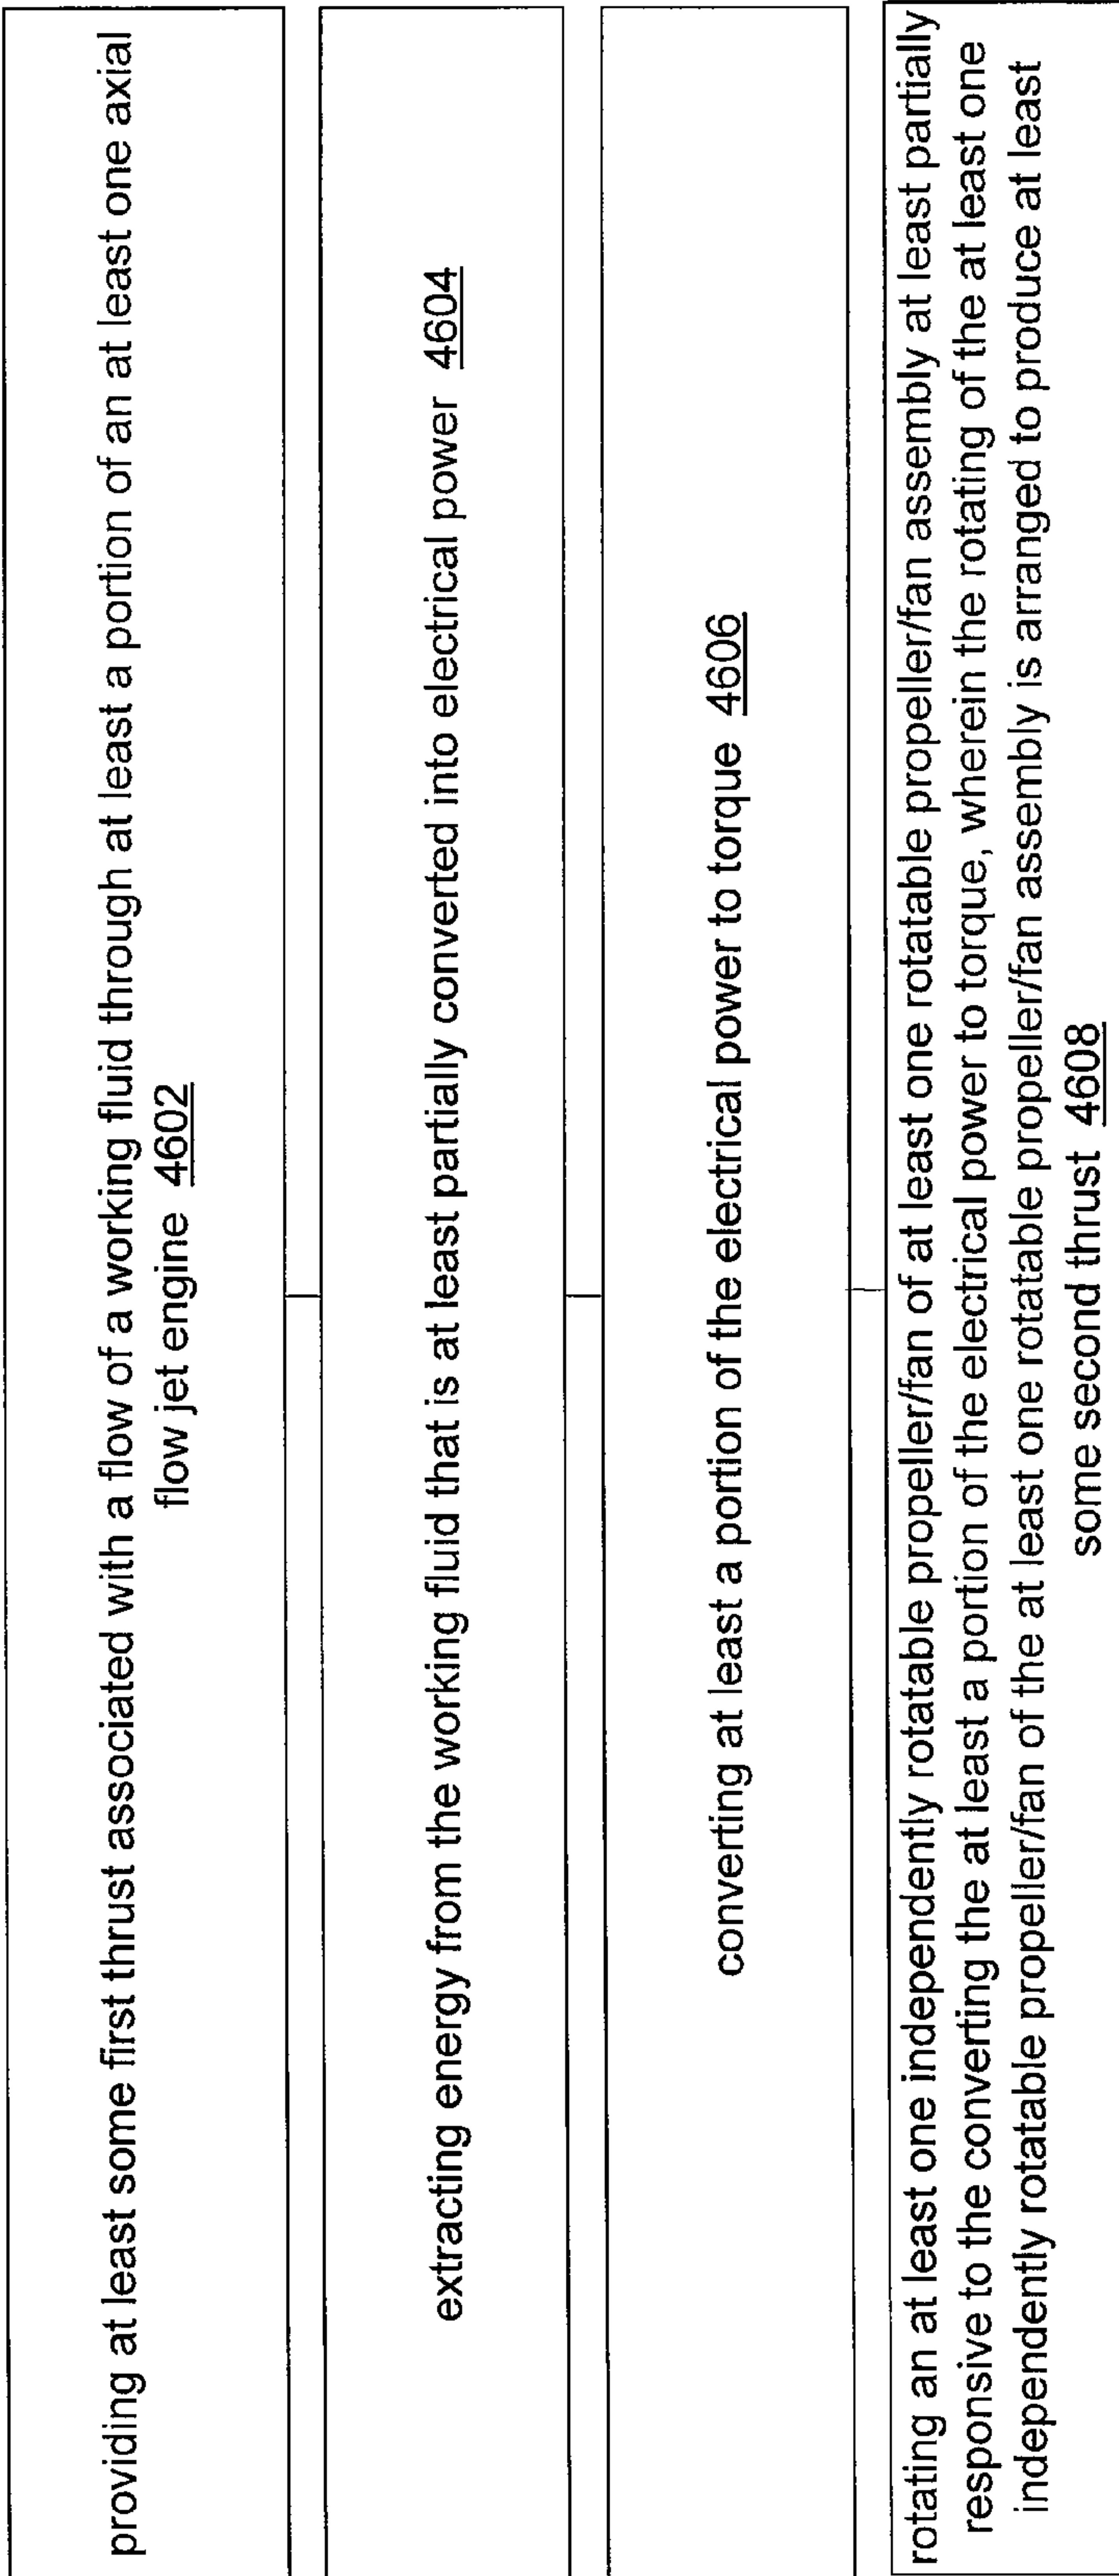 providing at least some first thrust associated with a flow of a working fluid through at least a portion of an at least one axial
flow jet engine 4602
extracting energy from the working fluid that is at least partially converted into electrical power 4604
converting at least a portion of the electrical power to torque 4606
rotating an at least one independently rotatable propeller/fan of at least one rotatable propeller/fan assembly at least partially
responsive to the converting the at least a portion of the electrical power to torque, wherein the rotating of the at least one
independently rotatable propeller/fan of the at least one rotatable propeller/fan assembly is arranged to produce at least
some second thrust 4608